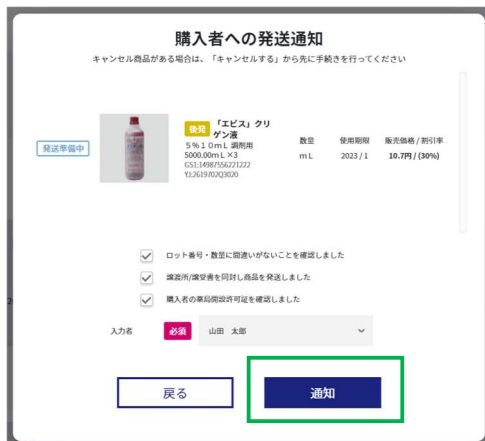 購入者への発送通知
キャンセル商品がある場合は、「キャンセルする」から先に手続きを行ってください
発送準備中
後発 「エビス」クリ
ゲン液
5%10mL 調剤用
5000.00mL×3
GS1:14987556221222
YJ:2619702Q3020
数量
mL
使用期限
2023 / 1
販売価格 / 割引率
10.7円 / (30%)
ロット番号・数量に間違いがないことを確認しました
譲渡所/譲受書を同封し商品を発送しました
購入者の薬局開設許可証を確認しました
入力者 必須 山田 太郎
戻る
通知